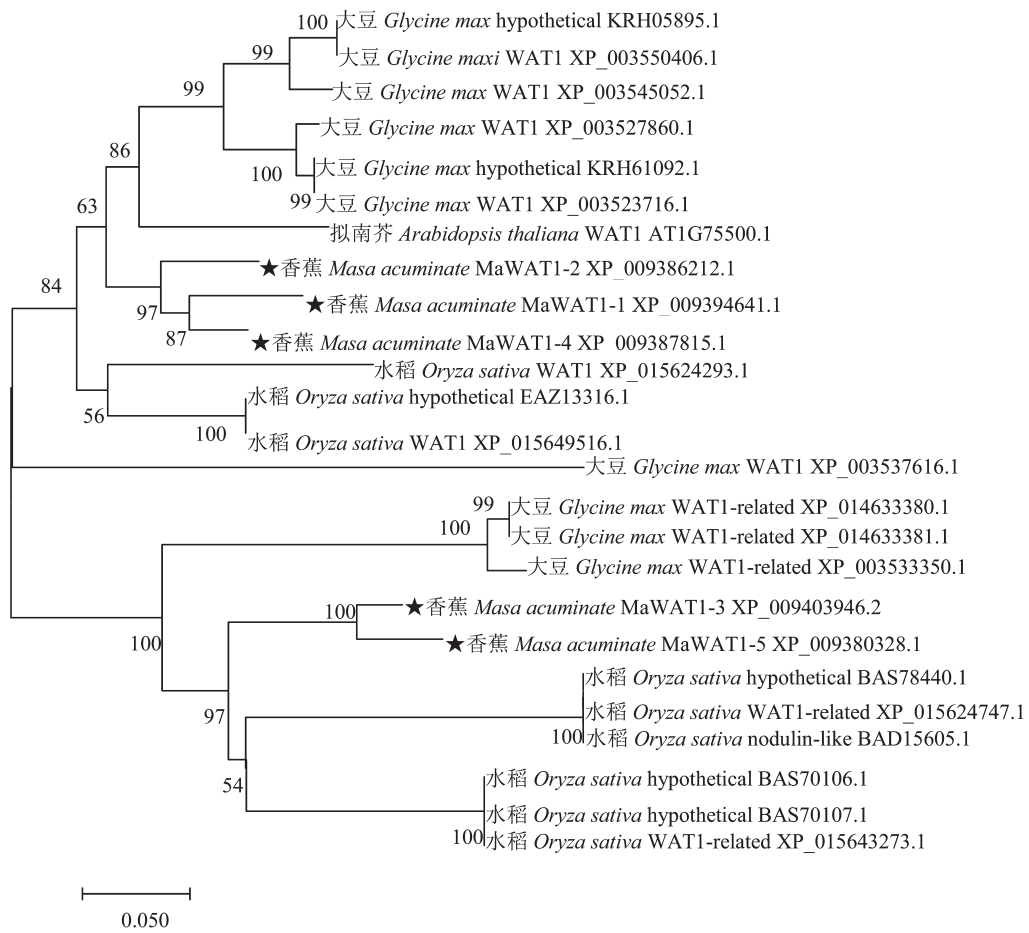 100 大豆 Glycine max hypothetical KRH05895.1
99 大豆 Glycine maxi WAT1 XP_003550406.1
99 大豆 Glycine max WAT1 XP_003545052.1
大豆 Glycine max WAT1 XP_003527860.1
86
100 大豆 Glycine max hypothetical KRH61092.1
63 99 大豆 Glycine max WAT1 XP_003523716.1
拟南芥 Arabidopsis thaliana WAT1 AT1G75500.1
★香蕉 Masa acuminate MaWAT1-2 XP_009386212.1
84
97 ★香蕉 Masa acuminate MaWAT1-1 XP_009394641.1
87 ★香蕉 Masa acuminate MaWAT1-4 XP_009387815.1
水稻 Oryza sativa WAT1 XP_015624293.1
水稻 Oryza sativa hypothetical EAZ13316.1
56
100 水稻 Oryza sativa WAT1 XP_015649516.1
大豆 Glycine max WAT1 XP_003537616.1
99 大豆 Glycine max WAT1-related XP_014633380.1
100 大豆 Glycine max WAT1-related XP_014633381.1
大豆 Glycine max WAT1-related XP_003533350.1
100 ★香蕉 Masa acuminate MaWAT1-3 XP_009403946.2
100 ★香蕉 Masa acuminate MaWAT1-5 XP_009380328.1
水稻 Oryza sativa hypothetical BAS78440.1
97 水稻 Oryza sativa WAT1-related XP_015624747.1
100 水稻 Oryza sativa nodulin-like BAD15605.1
54 水稻 Oryza sativa hypothetical BAS70106.1
水稻 Oryza sativa hypothetical BAS70107.1
100 水稻 Oryza sativa WAT1-related XP_015643273.1
0.050